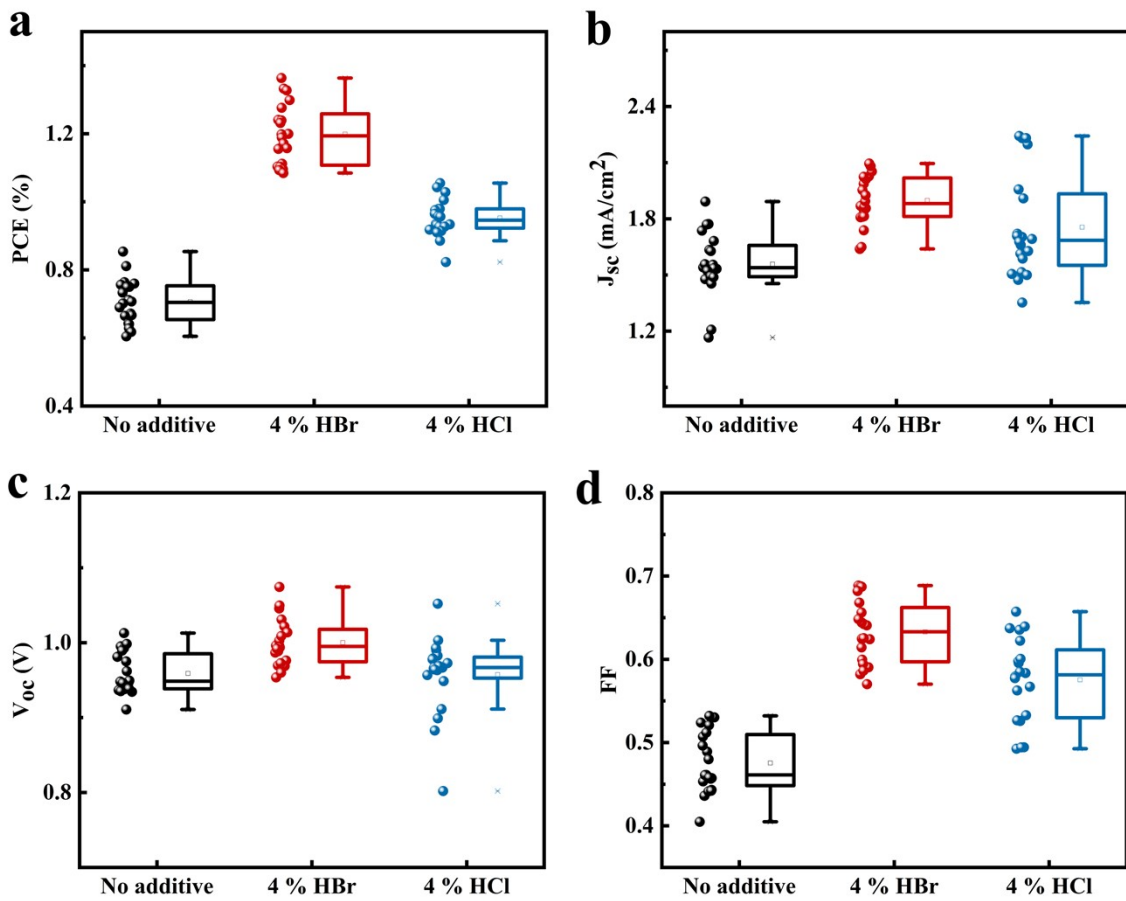 a
PCE (%)
1.2
0.8
0.4
No additive
4 % HBr
4 % HCl
b
Jsc (mA/cm2)
2.4
1.8
1.2
No additive
4 % HBr
4 % HCl
c
Voc (V)
1.2
1.0
0.8
No additive
4 % HBr
4 % HCl
d
FF
0.8
0.7
0.6
0.5
0.4
No additive
4 % HBr
4 % HCl